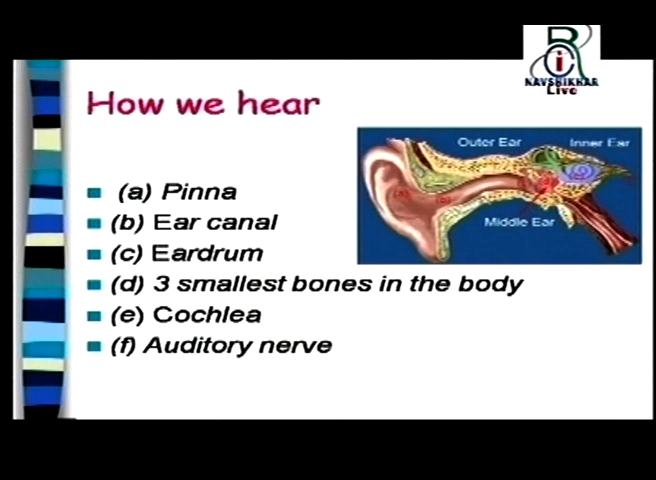 R
C
i
NAVSHIKHAR
Live
How we hear
Outer Ear
Inner Ear
(a)
(b)
Middle Ear
(a) Pinna
(b) Ear canal
(c) Eardrum
(d) 3 smallest bones in the body
(e) Cochlea
(f) Auditory nerve